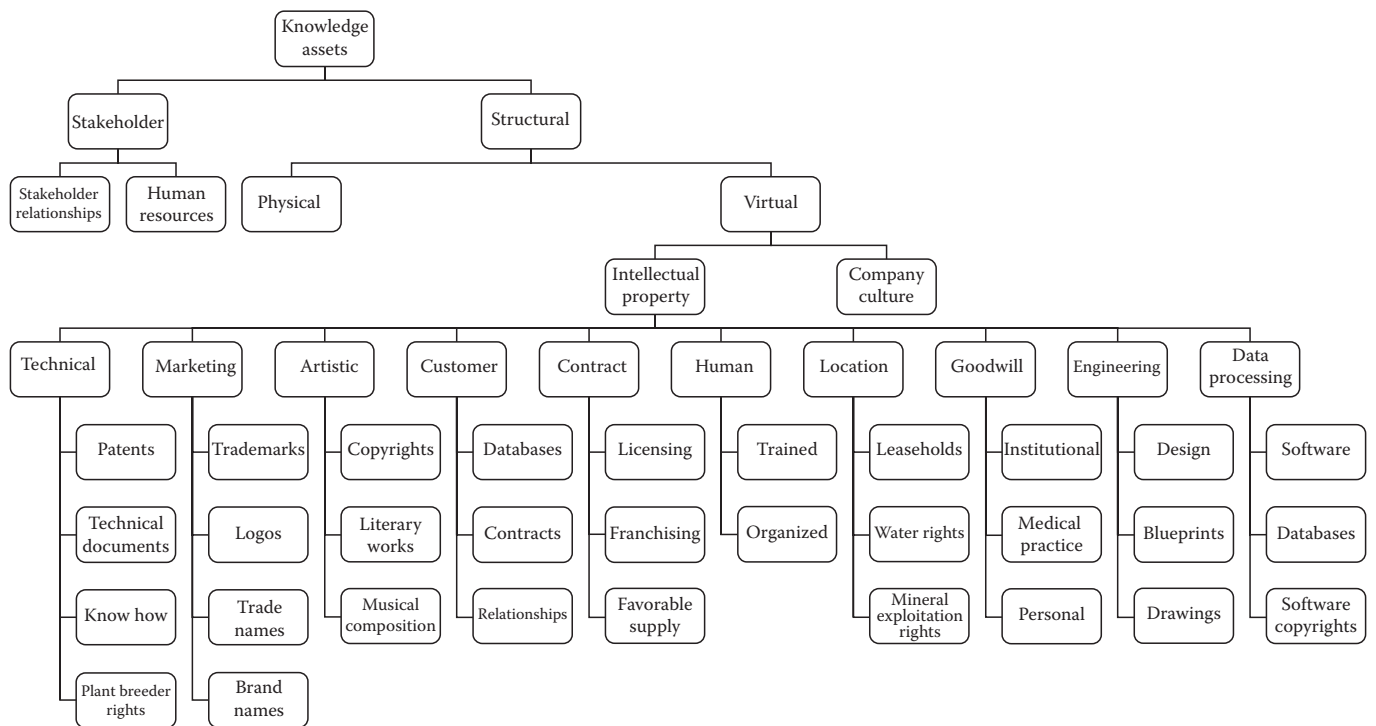 Knowledge
assets
Stakeholder
Structural
Stakeholder
relationships
Human
resources
Physical
Virtual
Intellectual
property
Company
culture
Technical
Marketing
Artistic
Customer
Contract
Human
Location
Goodwill
Engineering
Data
processing
Patents
Trademarks
Copyrights
Databases
Licensing
Trained
Leaseholds
Institutional
Design
Software
Technical
documents
Logos
Literary
works
Contracts
Franchising
Organized
Water rights
Medical
practice
Blueprints
Databases
Know how
Trade
names
Musical
composition
Relationships
Favorable
supply
Mineral
exploitation
rights
Personal
Drawings
Software
copyrights
Plant breeder
rights
Brand
names